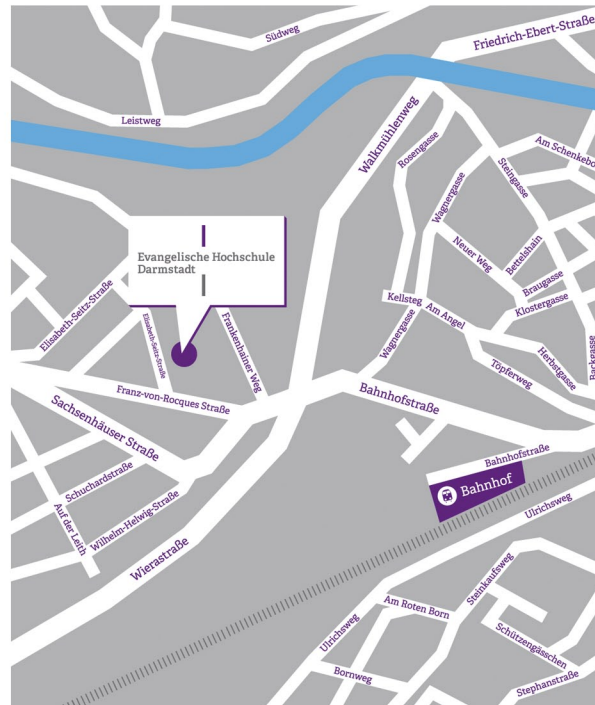 Friedrich-Ebert-Straße
Südweg
Leistweg
Walkmühlenweg
Rosengasse
Steingasse
Am Schenkebo
Wagnergasse
Evangelische Hochschule
Darmstadt
Neuer Weg
Bettelshain
Braugasse
Klostergasse
Elisabeth-Seitz-Straße
Elisabeth-Seitz-Straße
Frankenhainer Weg
Kellsteg
Am Angel
Wagnergasse
Herbstgasse
Backgasse
Töpferweg
Franz-von-Rocques Straße
Bahnhofstraße
Sachsenhäuser Straße
Bahnhofstraße
Bahnhof
Schuchardstraße
Auf der Leith
Wilhelm-Helwig-Straße
Wierastraße
Ulrichsweg
Steinkaufsweg
Am Roten Born
Ulrichsweg
Schützengässchen
Bornweg
Stephanstraße